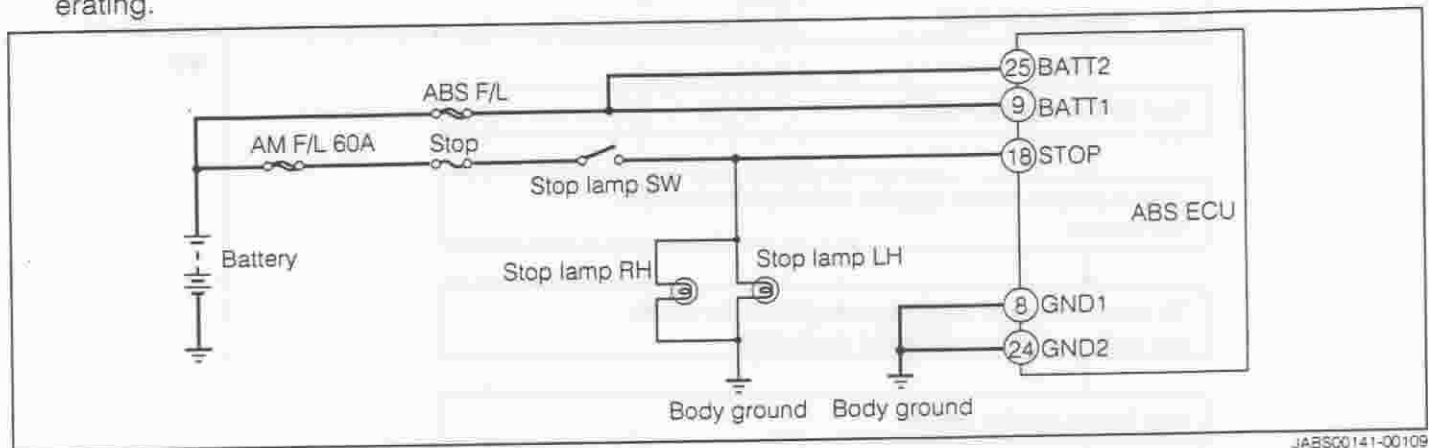 erating.
25 BATT2
ABS F/L
9 BATT1
AM F/L 60A Stop
18 STOP
Stop lamp SW
ABS ECU
Battery
Stop lamp RH Stop lamp LH
8 GND1
24 GND2
Body ground Body ground
JABS00141-00109